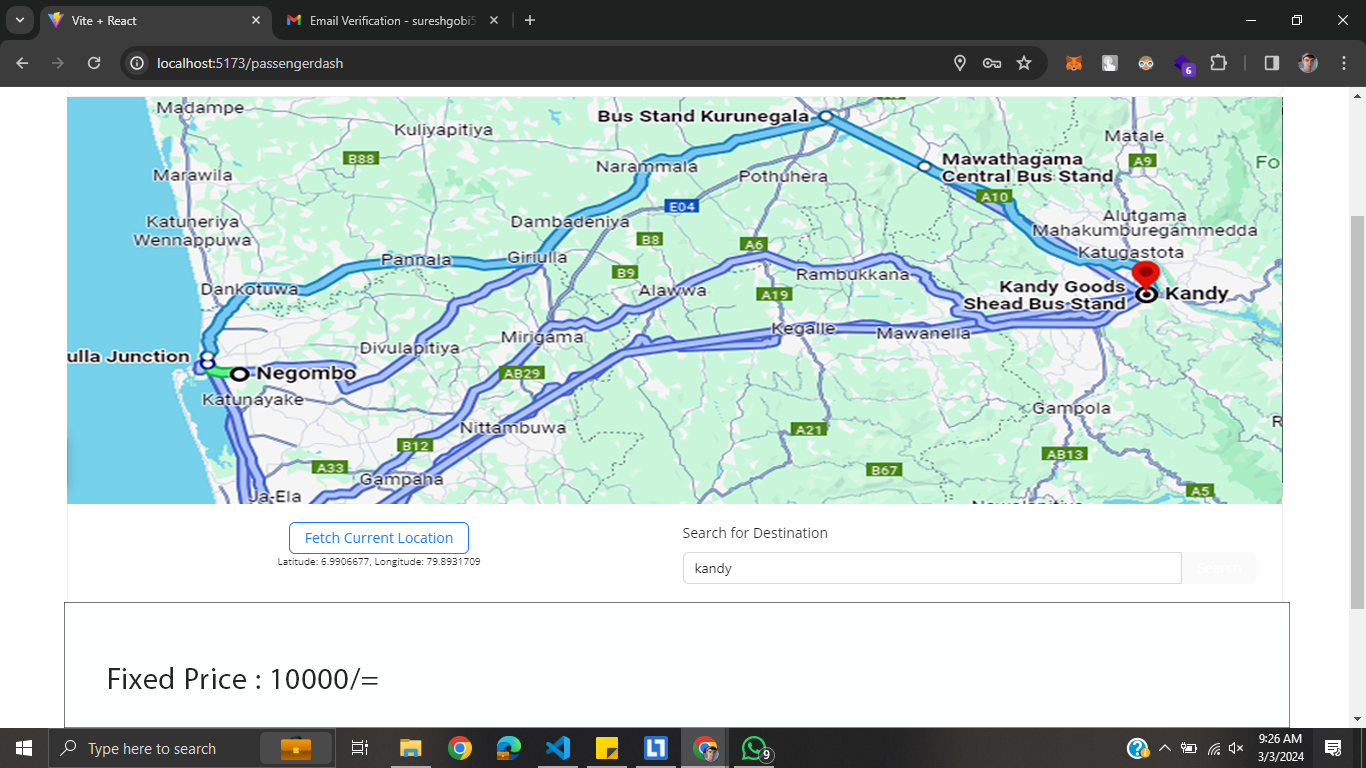 Vite + React
Email Verification - sureshgobi5
localhost:5173/passengerdash
6
Madampe
Kuliyapitiya
Bus Stand Kurunegala
Matale
B88
Narammala
Mawathagama
Central Bus Stand
A9
Fo
Marawila
Pothuhera
A10
E04
Katuneriya
Wennappuwa
Dambadeniya
Alutgama
Mahakumburegammedda
B8
A6
Katugastota
Pannala
Giriulla
B9
Rambukkana
Dankotuwa
Alawwa
A19
Kandy Goods
Shead Bus Stand
Kandy
Mirigama
Kegalle
Mawanella
ulla Junction
Divulapitiya
Negombo
AB29
Katunayake
Gampola
R
Nittambuwa
A21
B12
AB13
A33
Gampaha
B67
A5
Ja-Ela
Fetch Current Location
Latitude: 6.9906677, Longitude: 79.8931709
Search for Destination
kandy
Search
Fixed Price : 10000/=
Type here to search
9
9:26 AM
3/3/2024